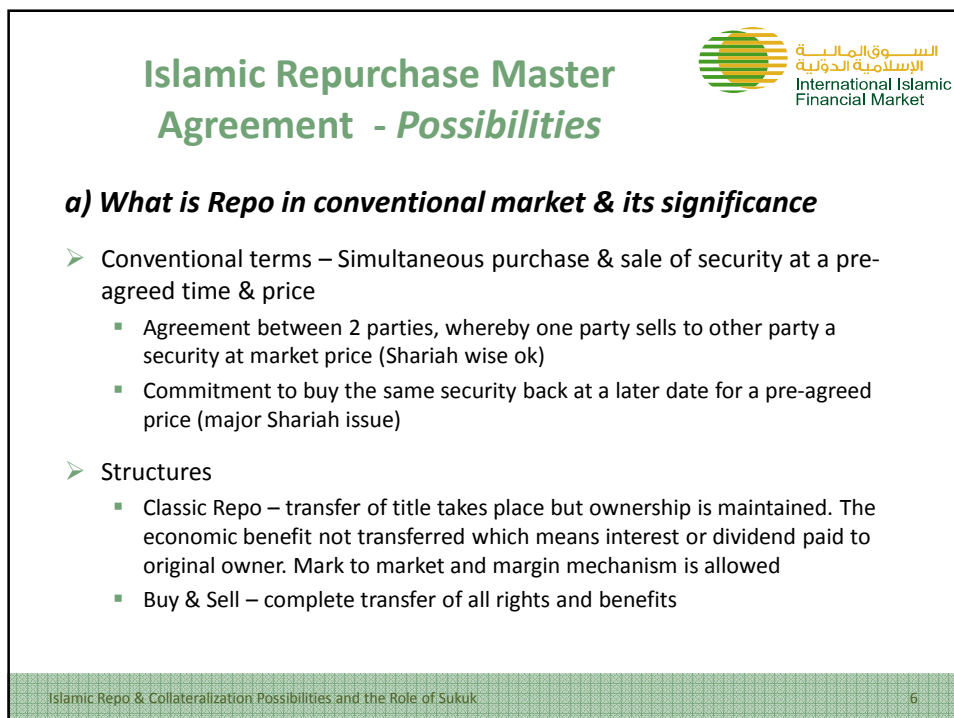 Islamic Repurchase Master
Agreement - Possibilities
السوق المالية
الإسلامية الدولية
International Islamic
Financial Market
a) What is Repo in conventional market & its significance
➢ Conventional terms – Simultaneous purchase & sale of security at a pre-
agreed time & price
▪ Agreement between 2 parties, whereby one party sells to other party a
security at market price (Shariah wise ok)
▪ Commitment to buy the same security back at a later date for a pre-agreed
price (major Shariah issue)
➢ Structures
▪ Classic Repo – transfer of title takes place but ownership is maintained. The
economic benefit not transferred which means interest or dividend paid to
original owner. Mark to market and margin mechanism is allowed
▪ Buy & Sell – complete transfer of all rights and benefits
Islamic Repo & Collateralization Possibilities and the Role of Sukuk 6